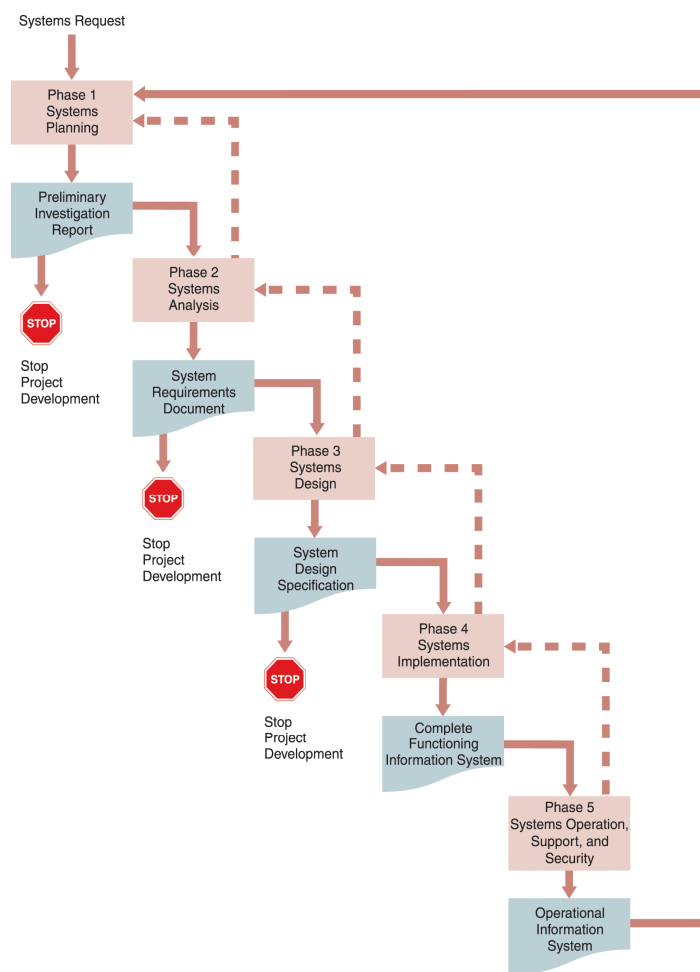 Systems Request
Phase 1
Systems
Planning
Preliminary
Investigation
Report
STOP
Stop
Project
Development
Phase 2
Systems
Analysis
System
Requirements
Document
STOP
Stop
Project
Development
Phase 3
Systems
Design
System
Design
Specification
STOP
Stop
Project
Development
Phase 4
Systems
Implementation
Complete
Functioning
Information System
Phase 5
Systems Operation,
Support, and
Security
Operational
Information
System